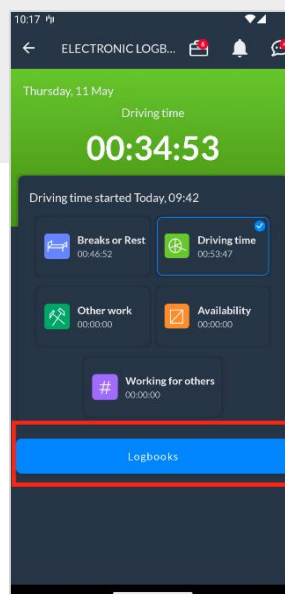 10:17
ELECTRONIC LOGB...
6
Thursday, 11 May
Driving time
00:34:53
Driving time started Today, 09:42
Breaks or Rest
00:46:52
Driving time
00:53:47
Other work
00:00:00
Availability
00:00:00
#
Working for others
00:00:00
Logbooks